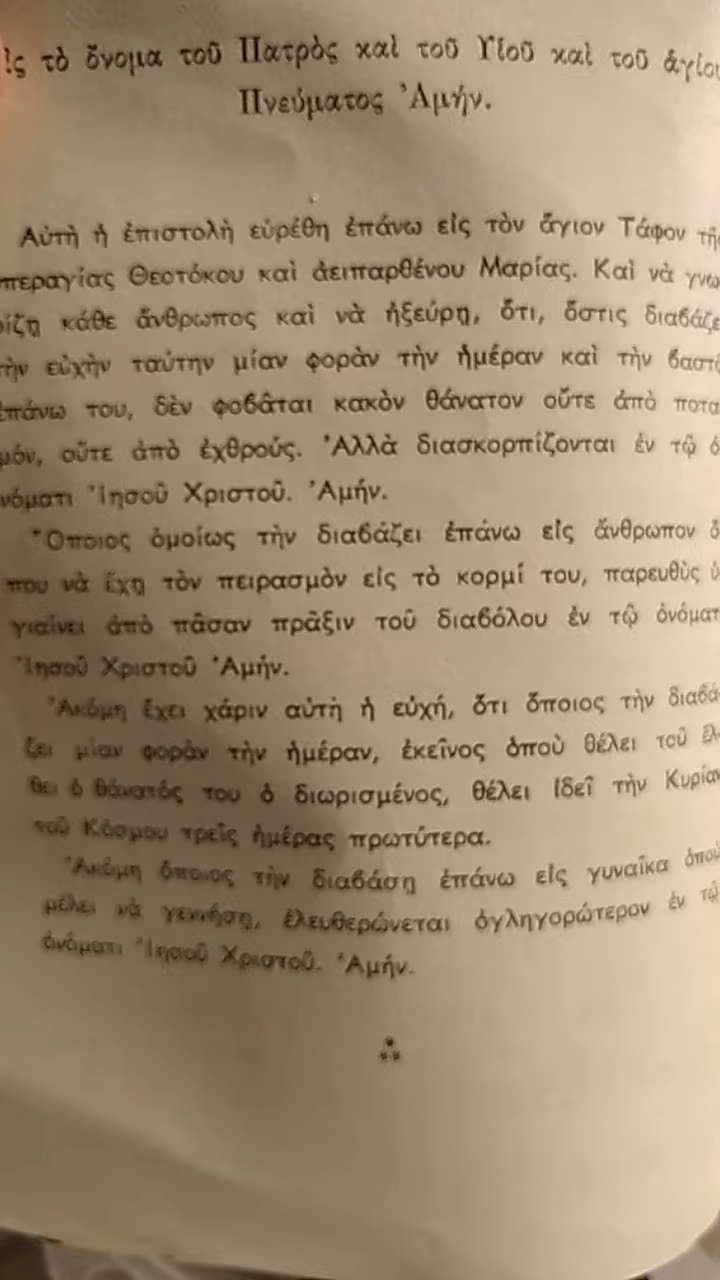 ἰς τὸ ὄνομα τοῦ Πατρὸς καὶ τοῦ Υἱοῦ καὶ τοῦ ἁγίου
Πνεύματος Ἀμήν.
Αὐτὴ ἡ ἐπιστολὴ εὑρέθη ἐπάνω εἰς τὸν ἅγιον Τάφον τῆς
περαγίας Θεοτόκου καὶ ἀειπαρθένου Μαρίας. Καὶ νὰ γνω
ρίζῃ κάθε ἄνθρωπος καὶ νὰ ἠξεύρῃ, ὅτι, ὅστις διαβάζε
τὴν εὐχὴν ταύτην μίαν φορὰν τὴν ἡμέραν καὶ τὴν βαστᾷ
ἐπάνω του, δὲν φοβᾶται κακὸν θάνατον οὔτε ἀπὸ ποτα
μόν, οὔτε ἀπὸ ἐχθρούς. Ἀλλὰ διασκορπίζονται ἐν τῷ ὀ
νόματι Ἰησοῦ Χριστοῦ. Ἀμήν.
Ὅποιος ὁμοίως τὴν διαβάζει ἐπάνω εἰς ἄνθρωπον ὁ
που νὰ ἔχῃ τὸν πειρασμὸν εἰς τὸ κορμί του, παρευθὺς ὑ
γιαίνει ἀπὸ πᾶσαν πρᾶξιν τοῦ διαβόλου ἐν τῷ ὀνόματ
Ἰησοῦ Χριστοῦ Ἀμήν.
Ἀκόμη ἔχει χάριν αὐτὴ ἡ εὐχή, ὅτι ὅποιος τὴν διαβά-
ζει μίαν φορὰν τὴν ἡμέραν, ἐκεῖνος ὁποὺ θέλει τοῦ ἔλ-
θει ὁ θάνατός του ὁ διωρισμένος, θέλει ἰδεῖ τὴν Κυρίαν
τοῦ Κόσμου τρεῖς ἡμέρας πρωτύτερα.
Ἀκόμη ὅποιος τὴν διαβάσῃ ἐπάνω εἰς γυναῖκα ὁποὺ
μέλει νὰ γεννήσῃ, ἐλευθερώνεται ὀγληγορώτερον ἐν τῷ
ὀνόματι Ἰησοῦ Χριστοῦ. Ἀμήν.